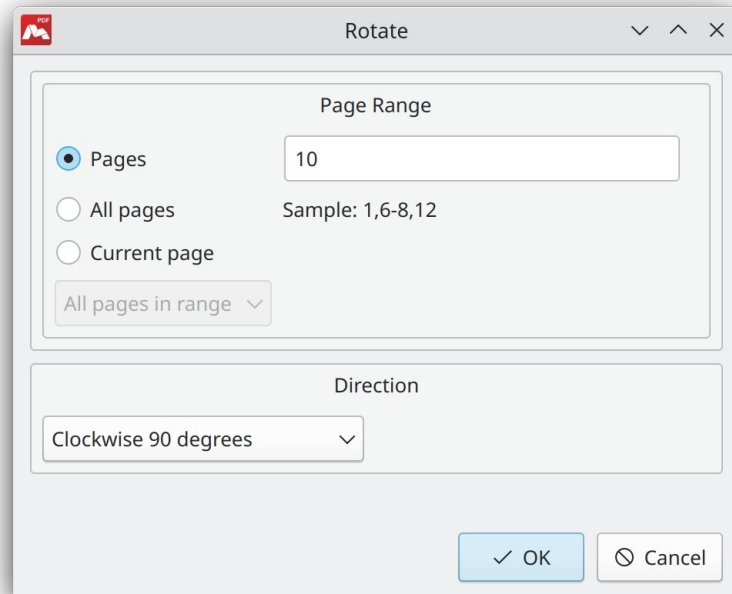 PDF
Rotate
Page Range
Pages
10
All pages
Sample: 1,6-8,12
Current page
All pages in range
Direction
Clockwise 90 degrees
OK
Cancel